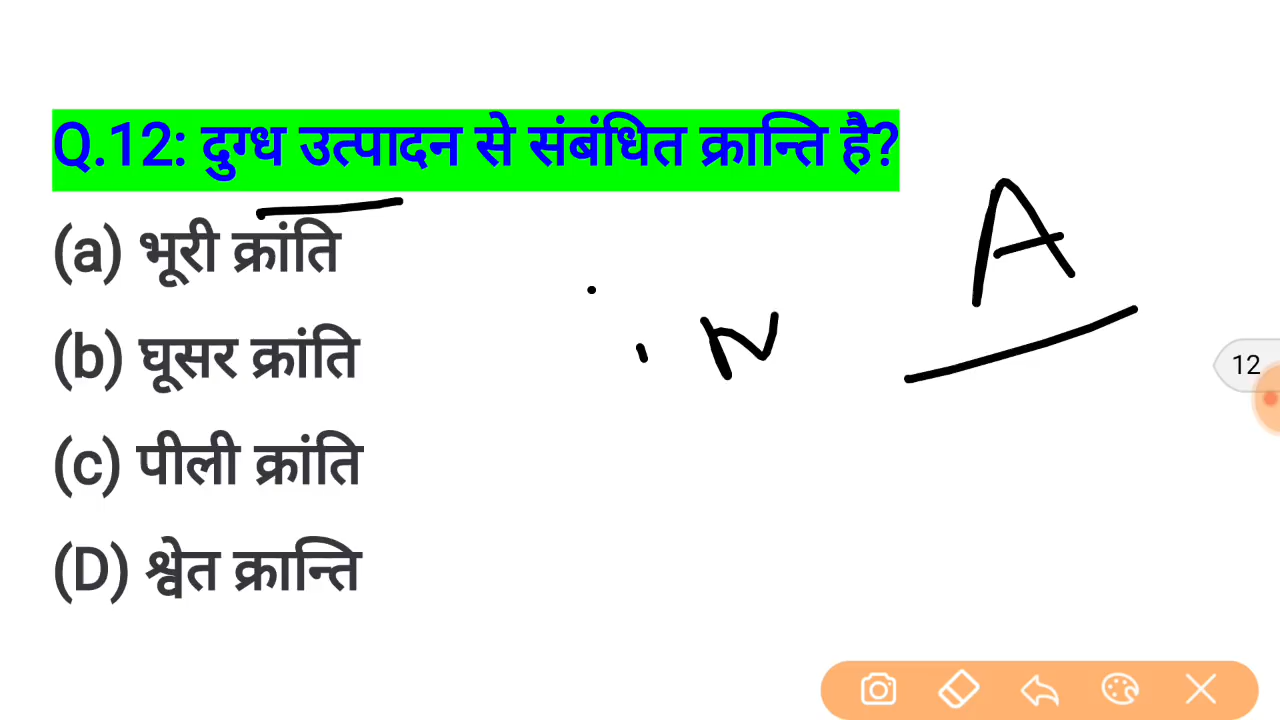 Q.12: दुग्ध उत्पादन से संबंधित क्रान्ति है?
(a) भूरी क्रांति
(b) घूसर क्रांति
(c) पीली क्रांति
(D) श्वेत क्रान्ति
A
12